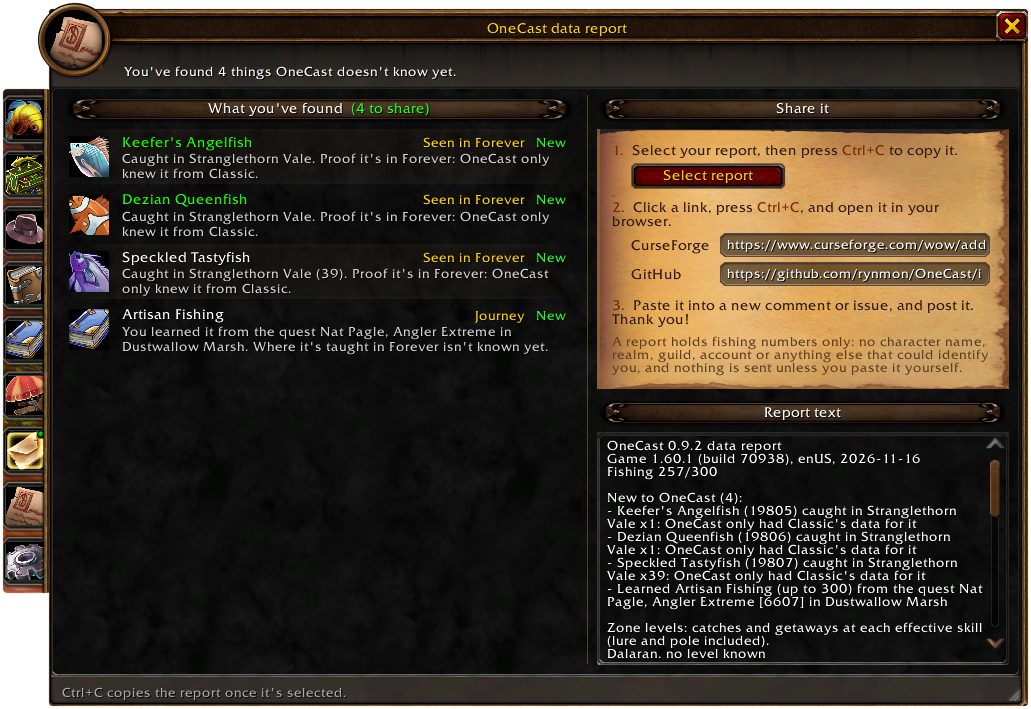 OneCast data report
You've found 4 things OneCast doesn't know yet.
What you've found (4 to share)
Keefer's Angelfish Seen in Forever New
Caught in Stranglethorn Vale. Proof it's in Forever: OneCast only
knew it from Classic.
Dezian Queenfish Seen in Forever New
Caught in Stranglethorn Vale. Proof it's in Forever: OneCast only
knew it from Classic.
Speckled Tastyfish Seen in Forever New
Caught in Stranglethorn Vale (39). Proof it's in Forever: OneCast
only knew it from Classic.
Artisan Fishing Journey New
You learned it from the quest Nat Pagle, Angler Extreme in
Dustwallow Marsh. Where it's taught in Forever isn't known yet.
Share it
1. Select your report, then press Ctrl+C to copy it.
Select report
2. Click a link, press Ctrl+C, and open it in your
browser.
CurseForge https://www.curseforge.com/wow/add
GitHub https://github.com/rynmon/OneCast/i
3. Paste it into a new comment or issue, and post it.
Thank you!
A report holds fishing numbers only: no character name,
realm, guild, account or anything else that could identify
you, and nothing is sent unless you paste it yourself.
Report text
OneCast 0.9.2 data report
Game 1.60.1 (build 70938), enUS, 2026-11-16
Fishing 257/300
New to OneCast (4):
- Keefer's Angelfish (19805) caught in Stranglethorn
Vale x1: OneCast only had Classic's data for it
- Dezian Queenfish (19806) caught in Stranglethorn
Vale x1: OneCast only had Classic's data for it
- Speckled Tastyfish (19807) caught in Stranglethorn
Vale x39: OneCast only had Classic's data for it
- Learned Artisan Fishing (up to 300) from the quest Nat
Pagle, Angler Extreme [6607] in Dustwallow Marsh
Zone levels: catches and getaways at each effective skill
(lure and pole included).
Dalaran, no level known
Ctrl+C copies the report once it's selected.